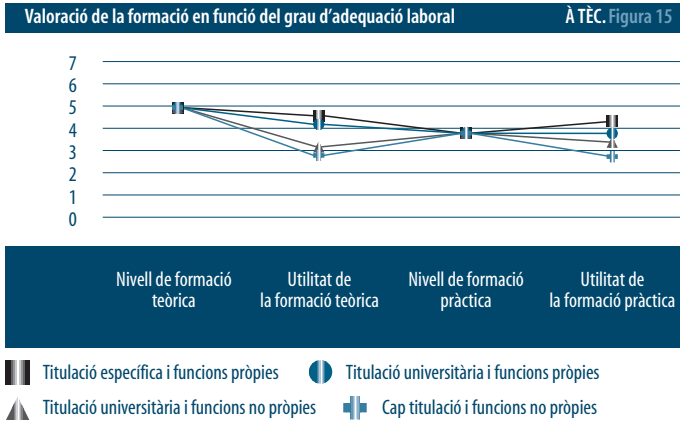 Valoració de la formació en funció del grau d’adequació laboral À TÈC. Figura 15
7
6
5
4
3
2
1
0
Nivell de formació teòrica
Utilitat de la formació teòrica
Nivell de formació pràctica
Utilitat de la formació pràctica
Titulació específica i funcions pròpies
Titulació universitària i funcions pròpies
Titulació universitària i funcions no pròpies
Cap titulació i funcions no pròpies